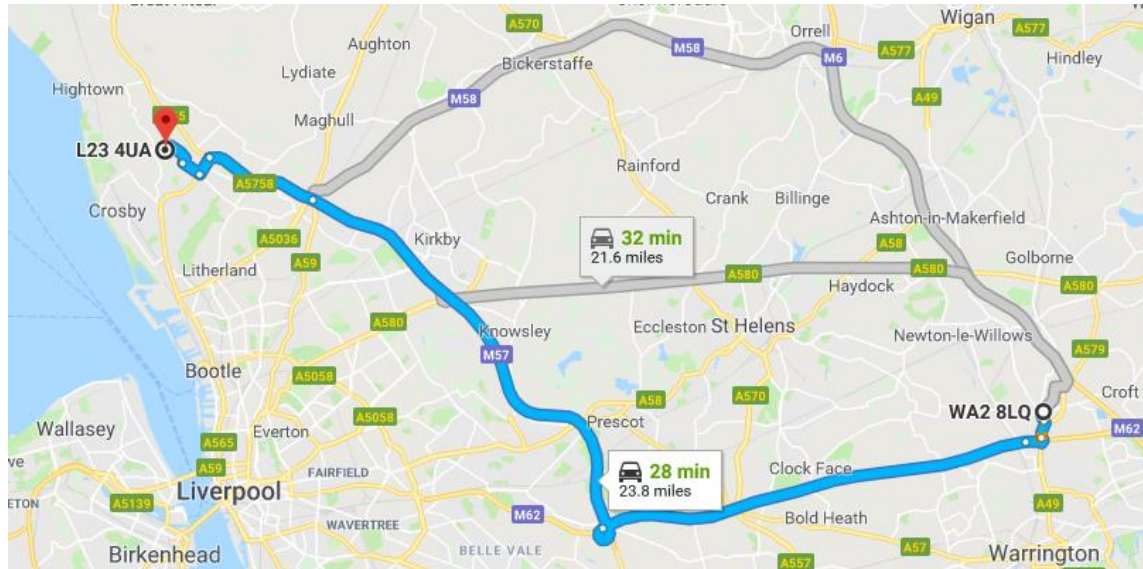 A570
M58
Orrell
Wigan
A577
A577
Aughton
Bickerstaffe
M6
Hindley
Lydiate
Hightown
M58
A49
Maghull
L23 4UA
Rainford
A5758
Crank
Billinge
Crosby
Ashton-in-Makerfield
A5036
Kirkby
32 min
21.6 miles
A58
Golborne
A59
Litherland
A580
A580
Haydock
A580
A580
Knowsley
Eccleston
St Helens
Newton-le-Willows
M57
A579
Bootle
A5058
A58
A570
Croft
WA2 8LQ
Prescot
Wallasey
A565
Everton
A5058
M62
A59
FAIRFIELD
28 min
23.8 miles
Clock Face
Liverpool
A5139
M62
A49
WAVERTREE
Bold Heath
BELLE VALE
A557
A57
Birkenhead
Warrington